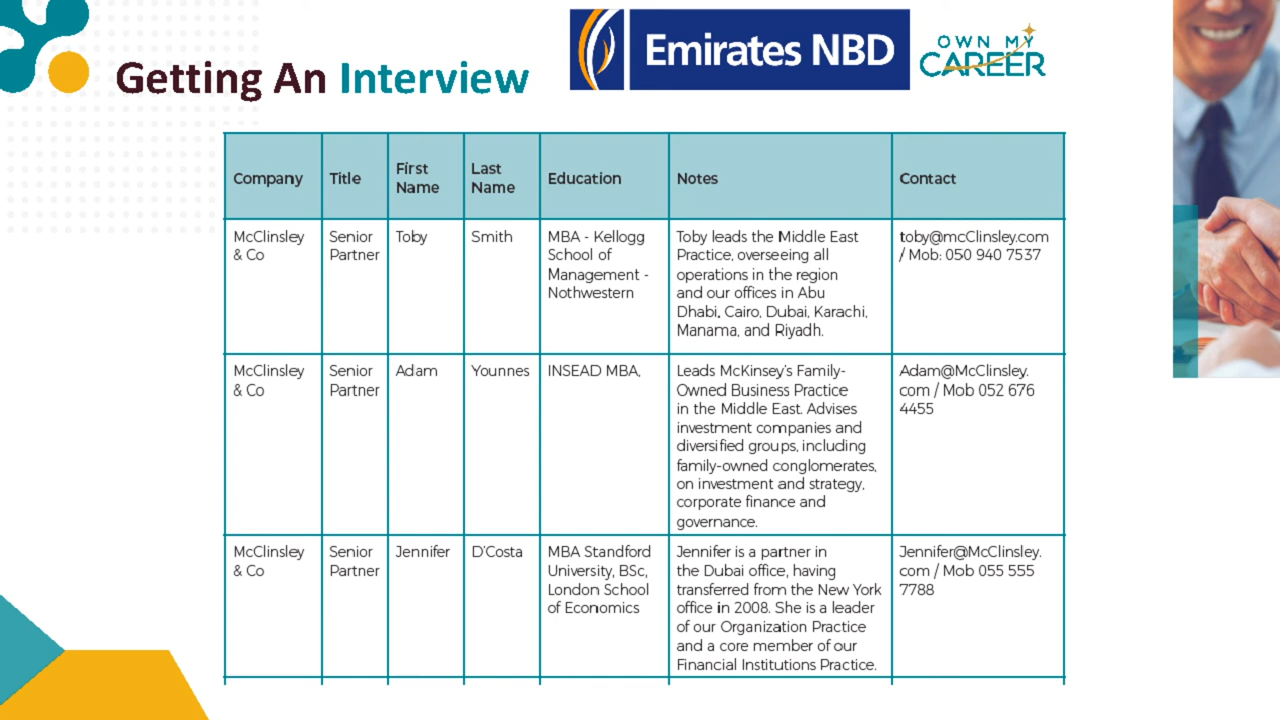 Getting An Interview
Emirates NBD
OWN MY
CAREER
Company
Title
First
Name
Last
Name
Education
Notes
Contact
McClinsley
& Co
Senior
Partner
Toby
Smith
MBA - Kellogg
School of
Management -
Nothwestern
Toby leads the Middle East
Practice, overseeing all
operations in the region
and our offices in Abu
Dhabi, Cairo, Dubai, Karachi,
Manama, and Riyadh.
toby@mcClinsley.com
/ Mob: 050 940 7537
McClinsley
& Co
Senior
Partner
Adam
Younnes
INSEAD MBA,
Leads McKinsey's Family-
Owned Business Practice
in the Middle East. Advises
investment companies and
diversified groups, including
family-owned conglomerates,
on investment and strategy,
corporate finance and
governance.
Adam@McClinsley.
com / Mob 052 676
4455
McClinsley
& Co
Senior
Partner
Jennifer
D'Costa
MBA Standford
University, BSc,
London School
of Economics
Jennifer is a partner in
the Dubai office, having
transferred from the New York
office in 2008. She is a leader
of our Organization Practice
and a core member of our
Financial Institutions Practice.
Jennifer@McClinsley.
com / Mob 055 555
7788